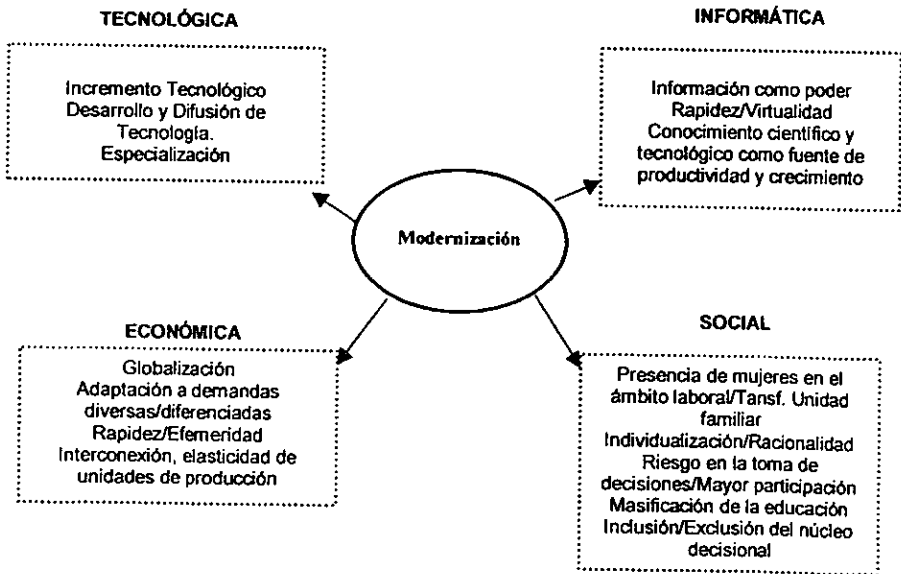 TECNOLÓGICA
Incremento Tecnológico
Desarrollo y Difusión de
Tecnología.
Especialización
INFORMÁTICA
Información como poder
Rapidez/Virtualidad
Conocimiento científico y
tecnológico como fuente de
productividad y crecimiento
Modernización
ECONÓMICA
Globalización
Adaptación a demandas
diversas/diferenciadas
Rapidez/Efemeridad
Interconexión, elasticidad de
unidades de producción
SOCIAL
Presencia de mujeres en el
ámbito laboral/Tansf. Unidad
familiar
Individualización/Racionalidad
Riesgo en la toma de
decisiones/Mayor participación
Masificación de la educación
Inclusión/Exclusión del núcleo
decisional